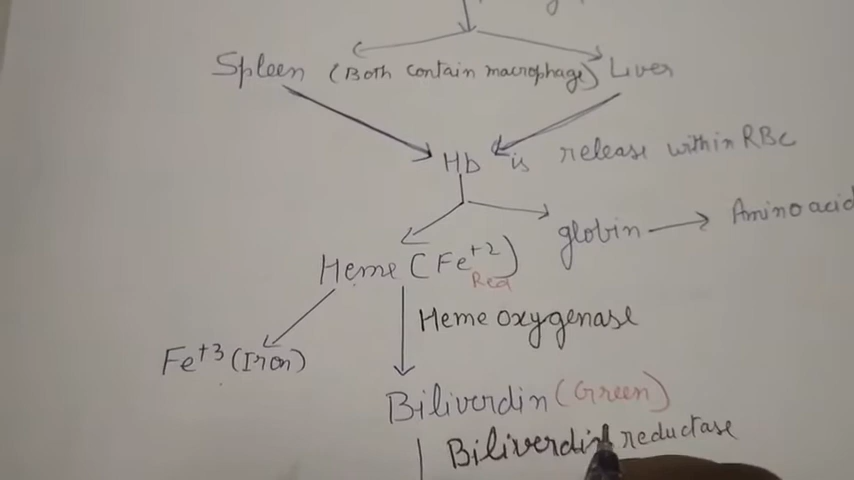 Spleen (Both contain macrophage) Liver
Hb is release within RBC
globin → Amino acid
Heme (Fe+2)
Red
Heme oxygenase
Fe+3 (Iron)
Biliverdin (Green)
Biliverdin reductase